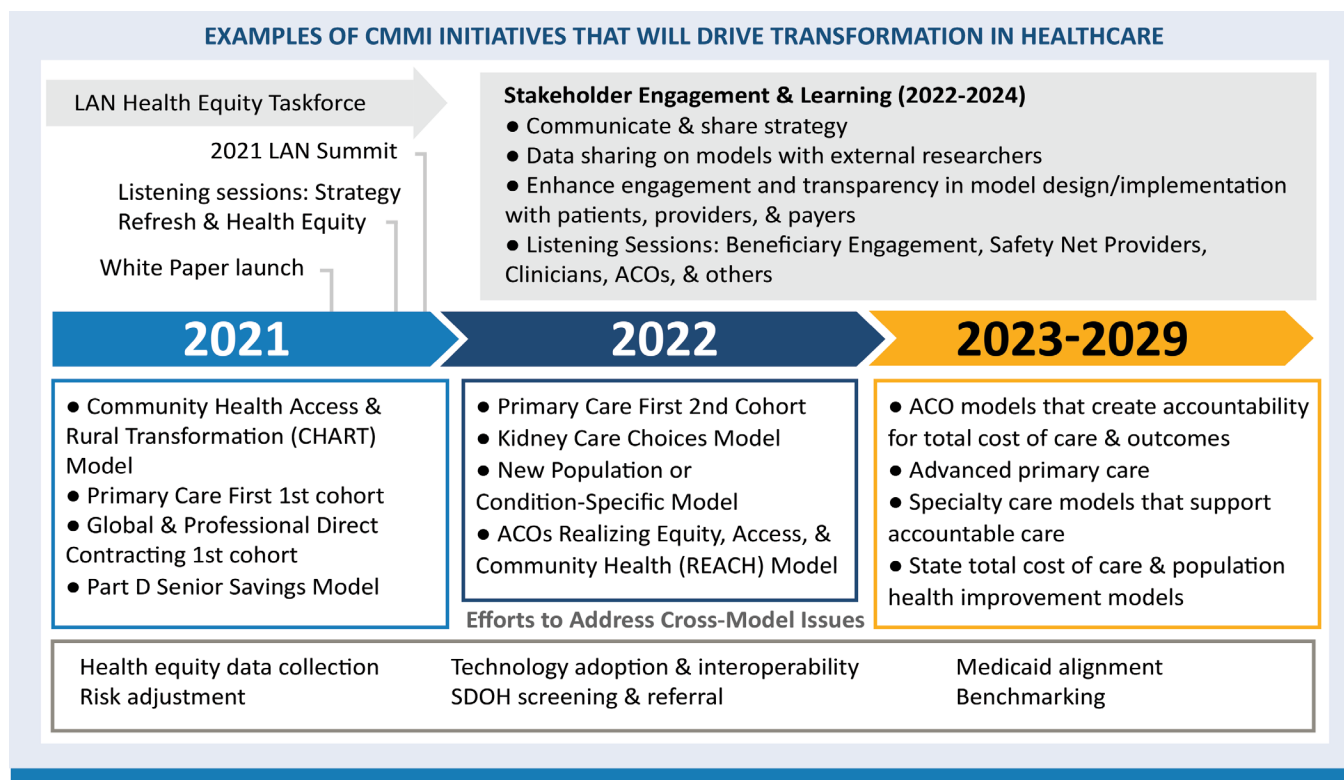 EXAMPLES OF CMMI INITIATIVES THAT WILL DRIVE TRANSFORMATION IN HEALTHCARE
LAN Health Equity Taskforce
2021 LAN Summit
Listening sessions: Strategy
Refresh & Health Equity
White Paper launch
Stakeholder Engagement & Learning (2022-2024)
● Communicate & share strategy
● Data sharing on models with external researchers
● Enhance engagement and transparency in model design/implementation
with patients, providers, & payers
● Listening Sessions: Beneficiary Engagement, Safety Net Providers,
Clinicians, ACOs, & others
2021
2022
2023-2029
● Community Health Access &
Rural Transformation (CHART)
Model
● Primary Care First 1st cohort
● Global & Professional Direct
Contracting 1st cohort
● Part D Senior Savings Model
● Primary Care First 2nd Cohort
● Kidney Care Choices Model
● New Population or
Condition-Specific Model
● ACOs Realizing Equity, Access, &
Community Health (REACH) Model
● ACO models that create accountability
for total cost of care & outcomes
● Advanced primary care
● Specialty care models that support
accountable care
● State total cost of care & population
health improvement models
Efforts to Address Cross-Model Issues
Health equity data collection
Risk adjustment
Technology adoption & interoperability
SDOH screening & referral
Medicaid alignment
Benchmarking